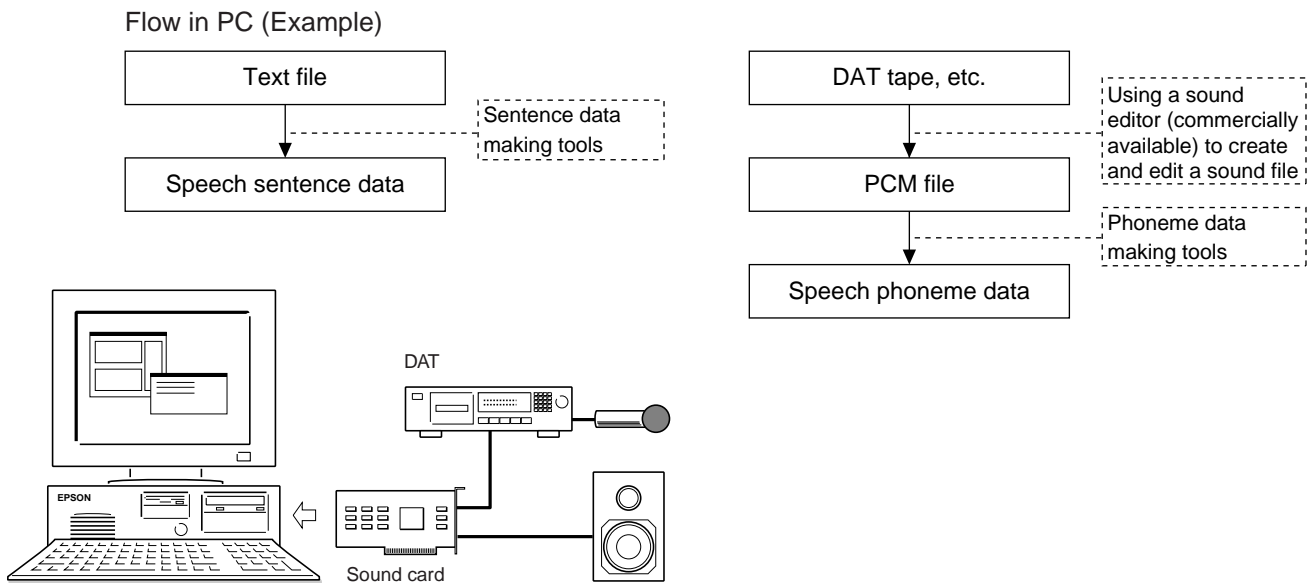 Flow in PC (Example)
Text file
Sentence data
making tools
Speech sentence data
DAT tape, etc.
Using a sound
editor (commercially
available) to create
and edit a sound file
PCM file
Phoneme data
making tools
Speech phoneme data
DAT
EPSON
Sound card